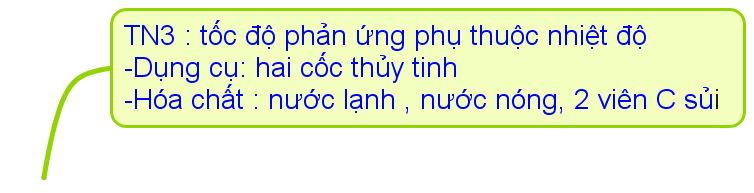 TN3 : tốc độ phản ứng phụ thuộc nhiệt độ
-Dụng cụ: hai cốc thủy tinh
-Hóa chất : nước lạnh , nước nóng, 2 viên C sủi